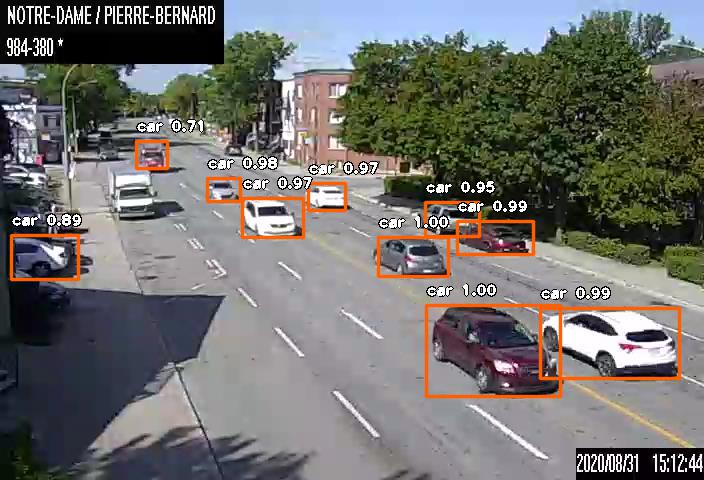 NOTRE-DAME / PIERRE-BERNARD
984-380 *
car 0.71
car 0.98
car 0.97
car 0.97
car 0.95
car 0.99
car 0.89
car 1.00
car 1.00
car 0.99
2020/08/31 15:12:44